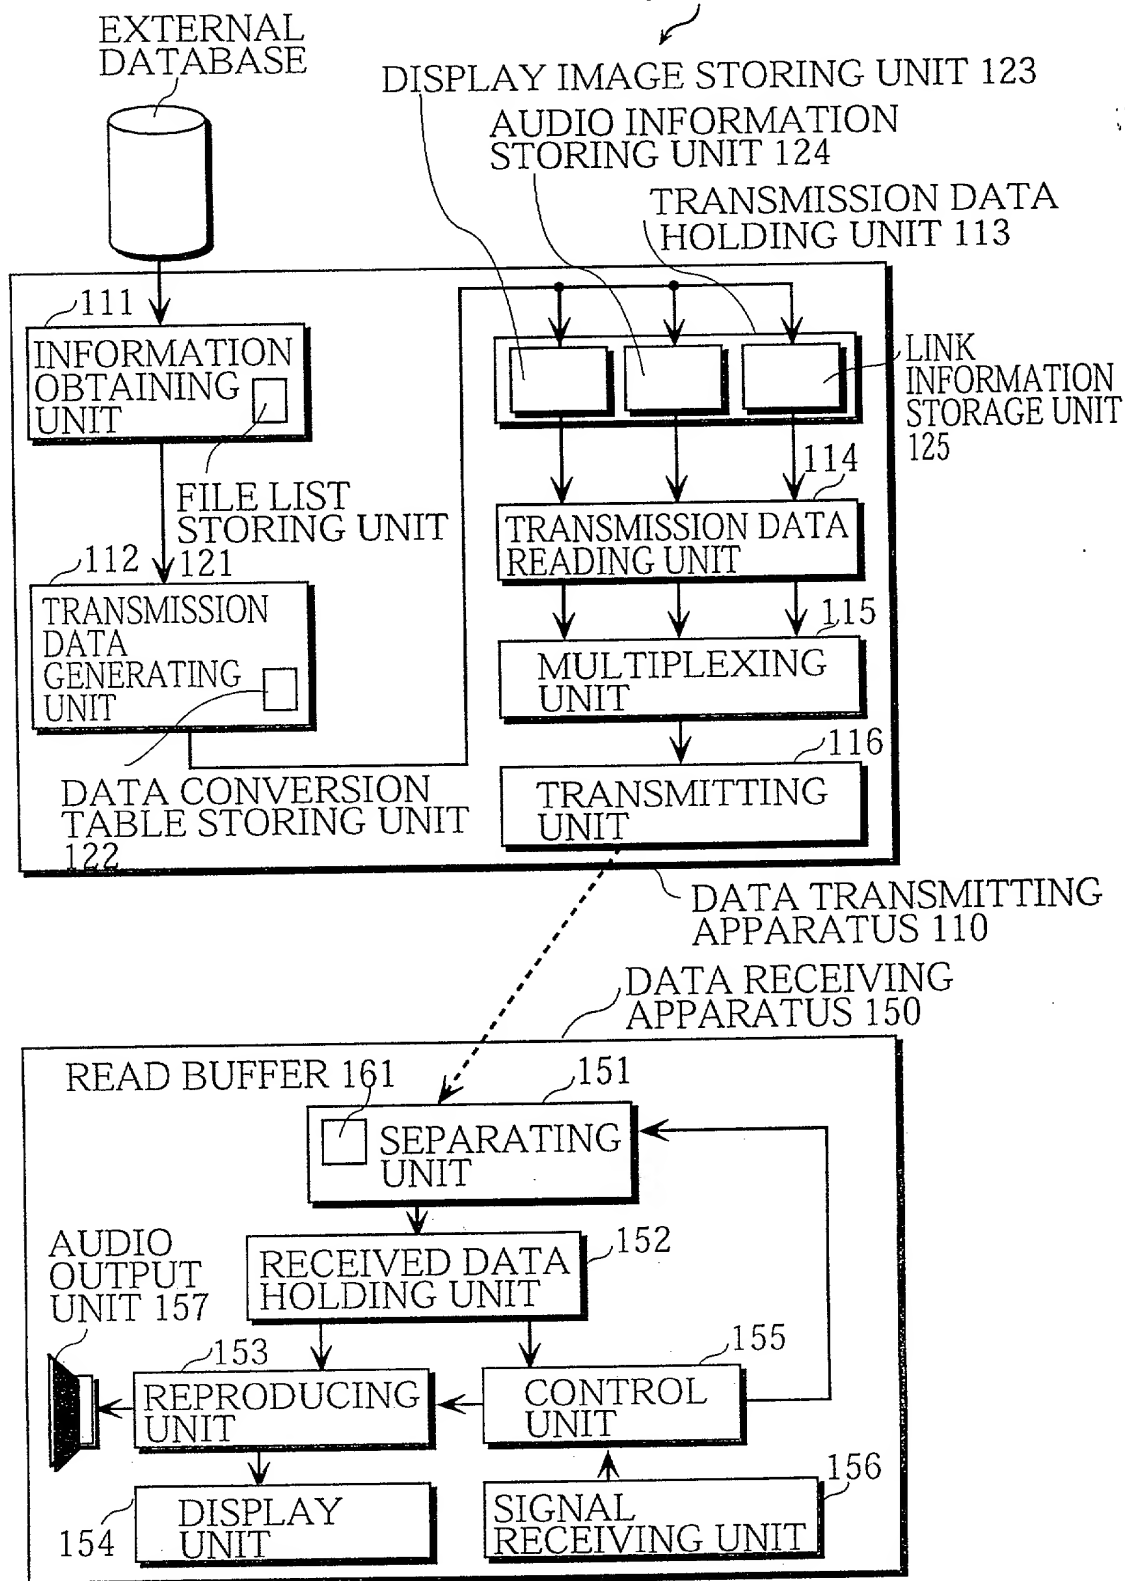 EXTERNAL
DATABASE
DISPLAY IMAGE STORING UNIT 123
AUDIO INFORMATION
STORING UNIT 124
TRANSMISSION DATA
HOLDING UNIT 113
111
INFORMATION
OBTAINING
UNIT
LINK
INFORMATION
STORAGE UNIT
125
FILE LIST
STORING UNIT
121
114
TRANSMISSION DATA
READING UNIT
112
TRANSMISSION
DATA
GENERATING
UNIT
115
MULTIPLEXING
UNIT
116
TRANSMITTING
UNIT
DATA CONVERSION
TABLE STORING UNIT
122
DATA TRANSMITTING
APPARATUS 110
DATA RECEIVING
APPARATUS 150
READ BUFFER 161
151
SEPARATING
UNIT
152
RECEIVED DATA
HOLDING UNIT
AUDIO
OUTPUT
UNIT 157
153
REPRODUCING
UNIT
155
CONTROL
UNIT
154
DISPLAY
UNIT
156
SIGNAL
RECEIVING UNIT